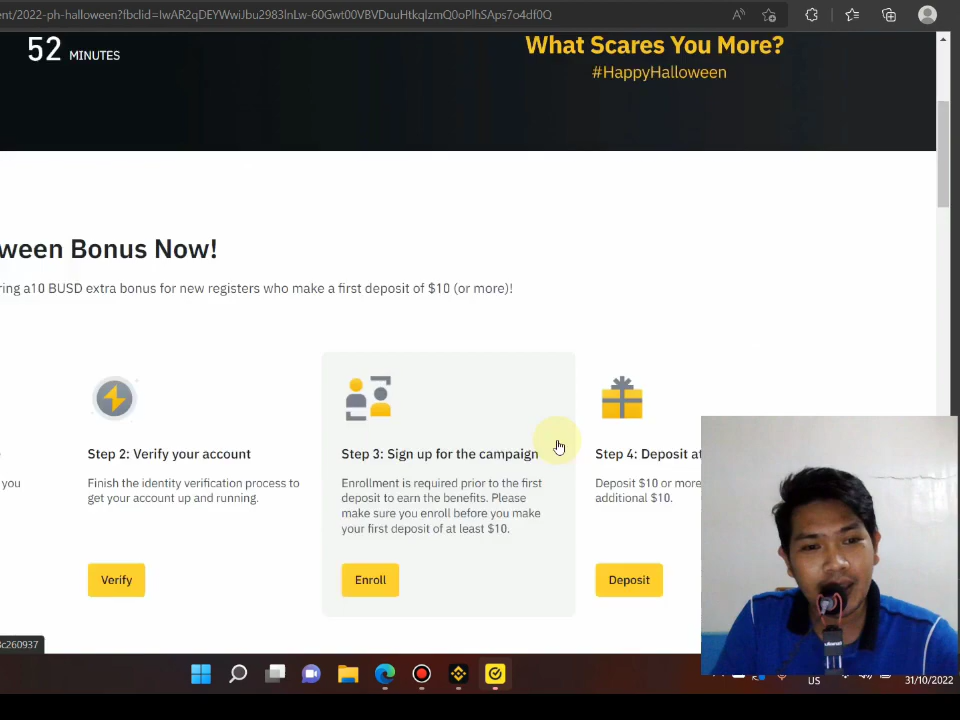 ent/2022-ph-halloween?fbclid=IwAR2qDEYWwiJbu2983lnLw-60Gwt00VBVDuuHtkqlzmQ0oPlhSAps7o4df0Q
52 MINUTES
What Scares You More?
#HappyHalloween
ween Bonus Now!
ring a10 BUSD extra bonus for new registers who make a first deposit of $10 (or more)!
Step 2: Verify your account
Finish the identity verification process to
get your account up and running.
Verify
Step 3: Sign up for the campaign
Enrollment is required prior to the first
deposit to earn the benefits. Please
make sure you enroll before you make
your first deposit of at least $10.
Enroll
Step 4: Deposit at
Deposit $10 or more
additional $10.
Deposit
you
c260937
US
31/10/2022